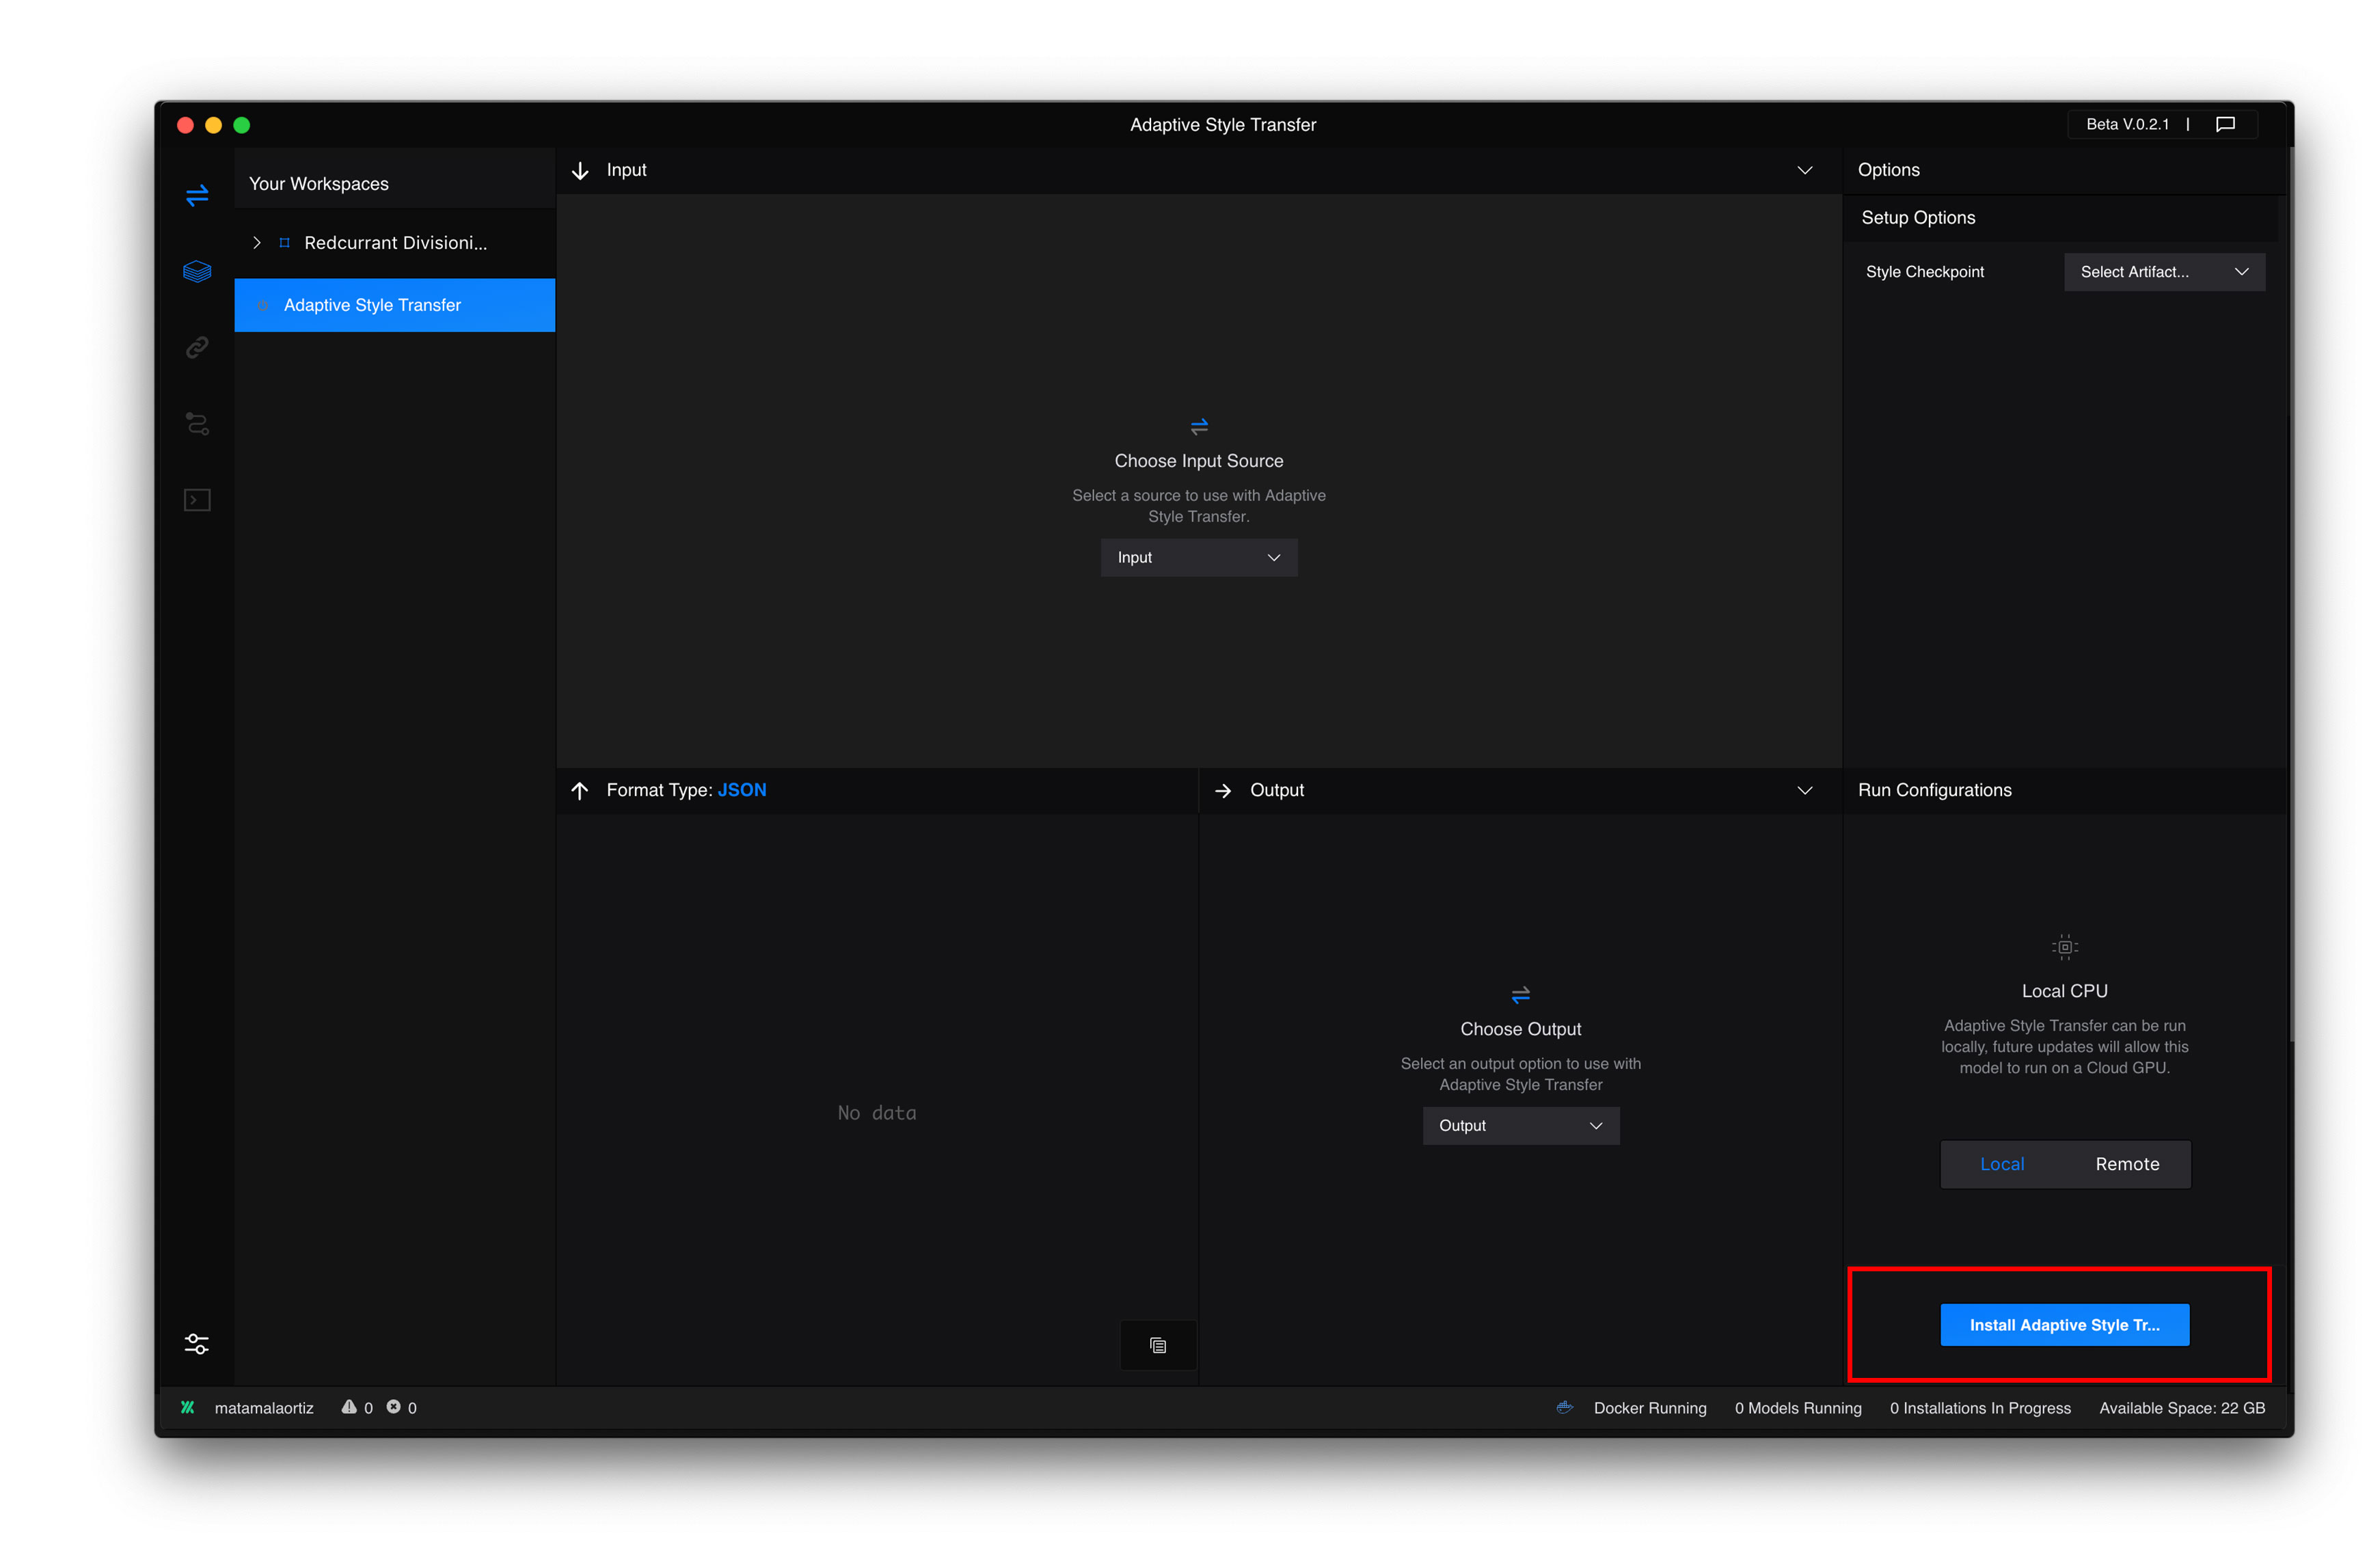 Adaptive Style Transfer
Beta V.0.2.1 |
Your Workspaces
Redcurrant Divisioni...
Adaptive Style Transfer
Input
Choose Input Source
Select a source to use with Adaptive
Style Transfer.
Input
Options
Setup Options
Style Checkpoint
Select Artifact...
Format Type: JSON
No data
Output
Choose Output
Select an output option to use with
Adaptive Style Transfer
Output
Run Configurations
Local CPU
Adaptive Style Transfer can be run
locally, future updates will allow this
model to run on a Cloud GPU.
Local
Remote
Install Adaptive Style Tr...
matamalaortiz
0
0
Docker Running
0 Models Running
0 Installations In Progress
Available Space: 22 GB